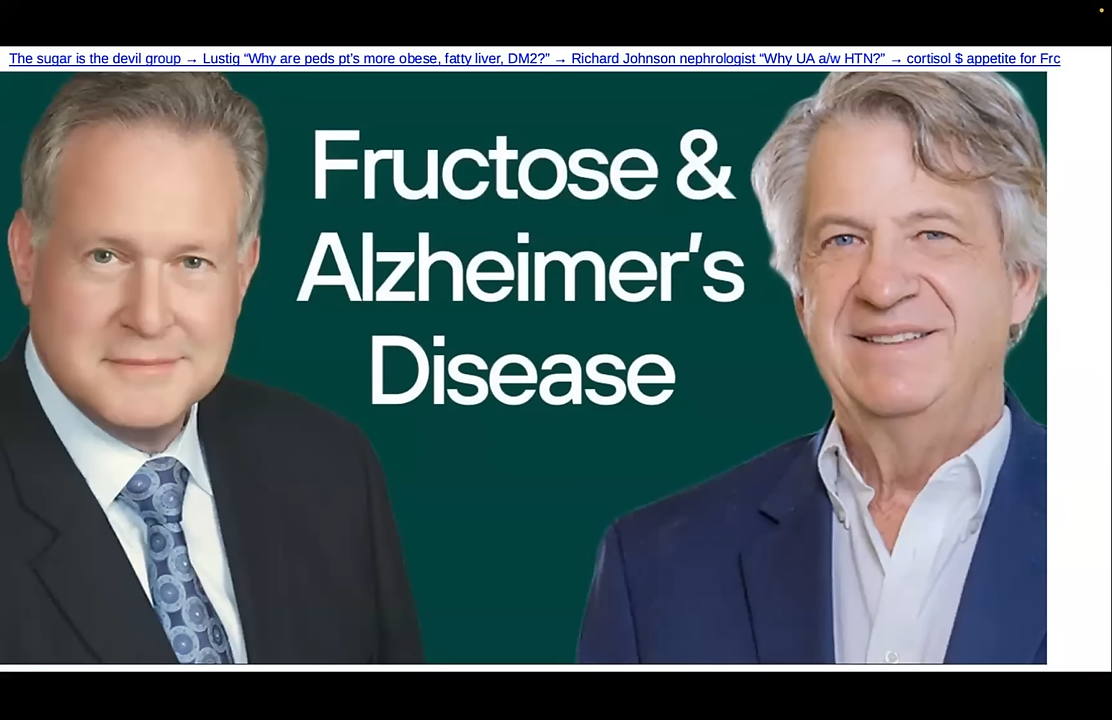 The sugar is the devil group → Lustig “Why are peds pt’s more obese, fatty liver, DM2?” → Richard Johnson nephrologist “Why UA a/w HTN?” → cortisol $ appetite for Frc
Fructose &
Alzheimer’s
Disease